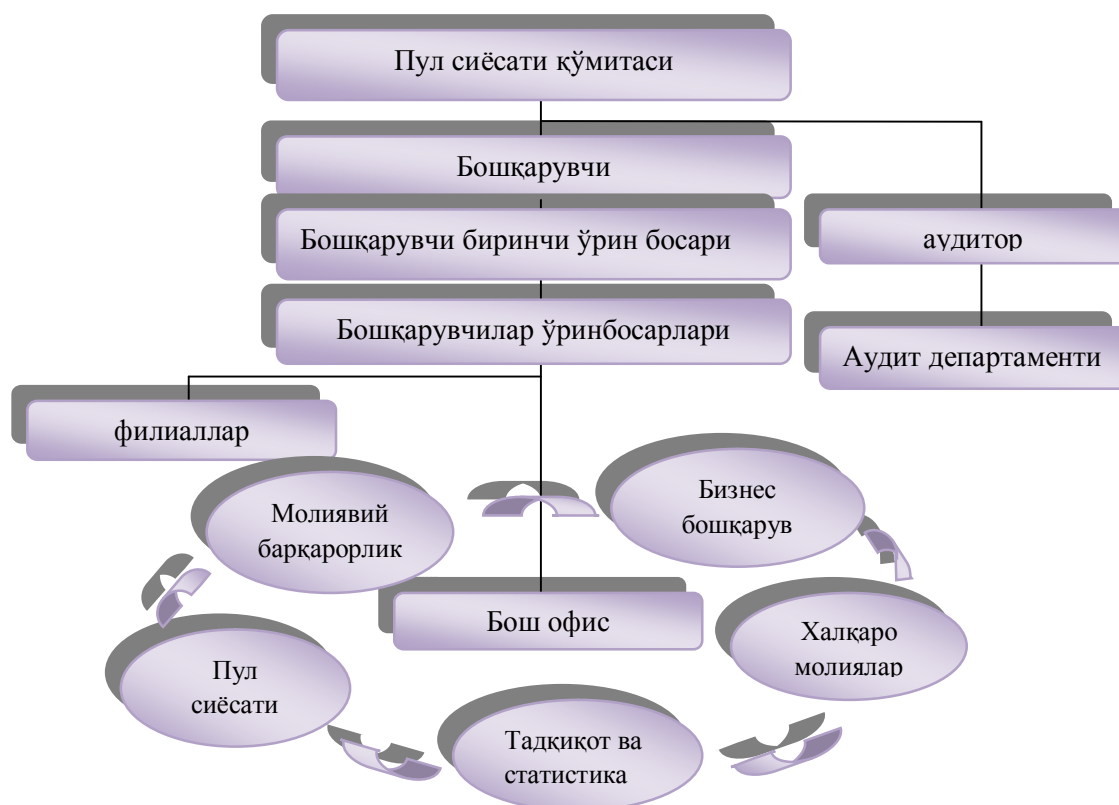 Пул сиёсати қўмитаси
Бошқарувчи
Бошқарувчи биринчи ўрин босари
аудитор
Бошқарувчилар ўринбосарлари
Аудит департаменти
филиаллар
Молиявий
барқарорлик
Бизнес
бошқарув
Бош офис
Халқаро
молиялар
Пул
сиёсати
Тадқиқот ва
статистика